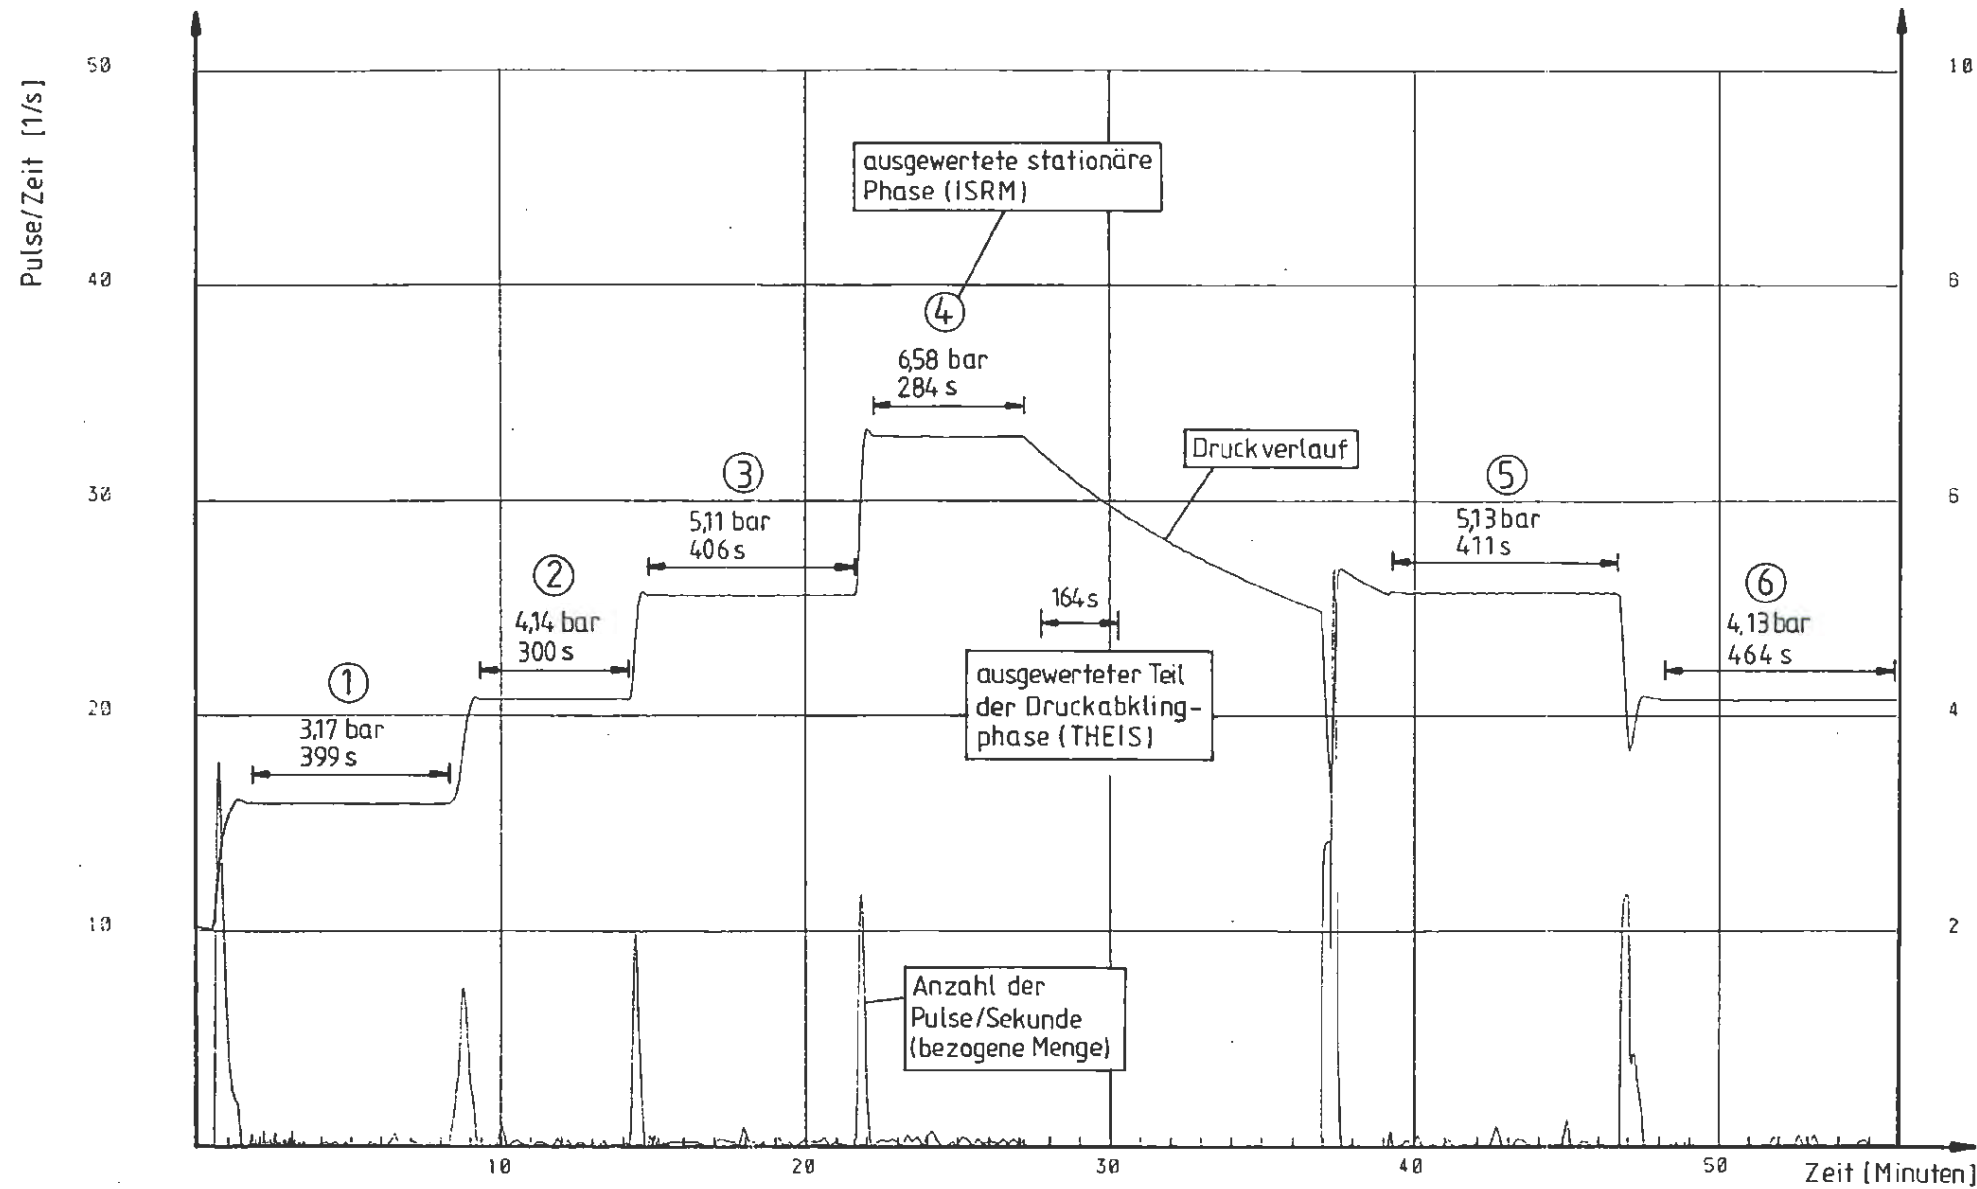 Pulse/Zeit [1/s]
50
40
30
20
10
10
6
6
4
2
ausgewertete stationäre
Phase (ISRM)
4
6,58 bar
284 s
Druckverlauf
3
5,11 bar
406 s
5
5,13 bar
411 s
2
4,14 bar
300 s
164 s
6
4,13 bar
464 s
ausgewerteter Teil
der Druckabkling-
phase (THEIS)
1
3,17 bar
399 s
Anzahl der
Pulse/Sekunde
(bezogene Menge)
10
20
30
40
50
Zeit [Minuten]